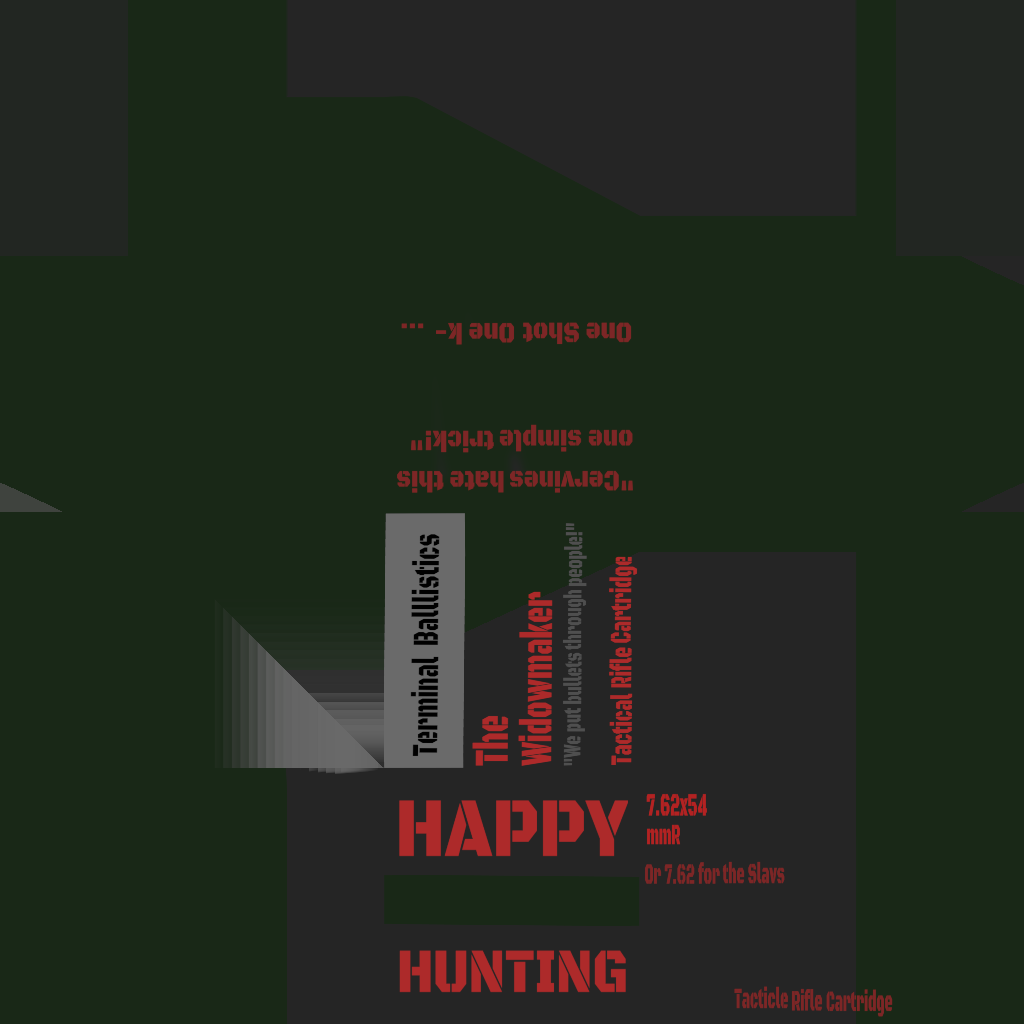 One Shot One k- ...
"Cervines hate this
one simple trick!"
Terminal Balllistics
The
Widowmaker
"We put bullets through people!"
Tactical Rifle Cartridge
HAPPY
HUNTING
7.62x54
mmR
Or 7.62 for the Slavs
Tacticle Rifle Cartridge